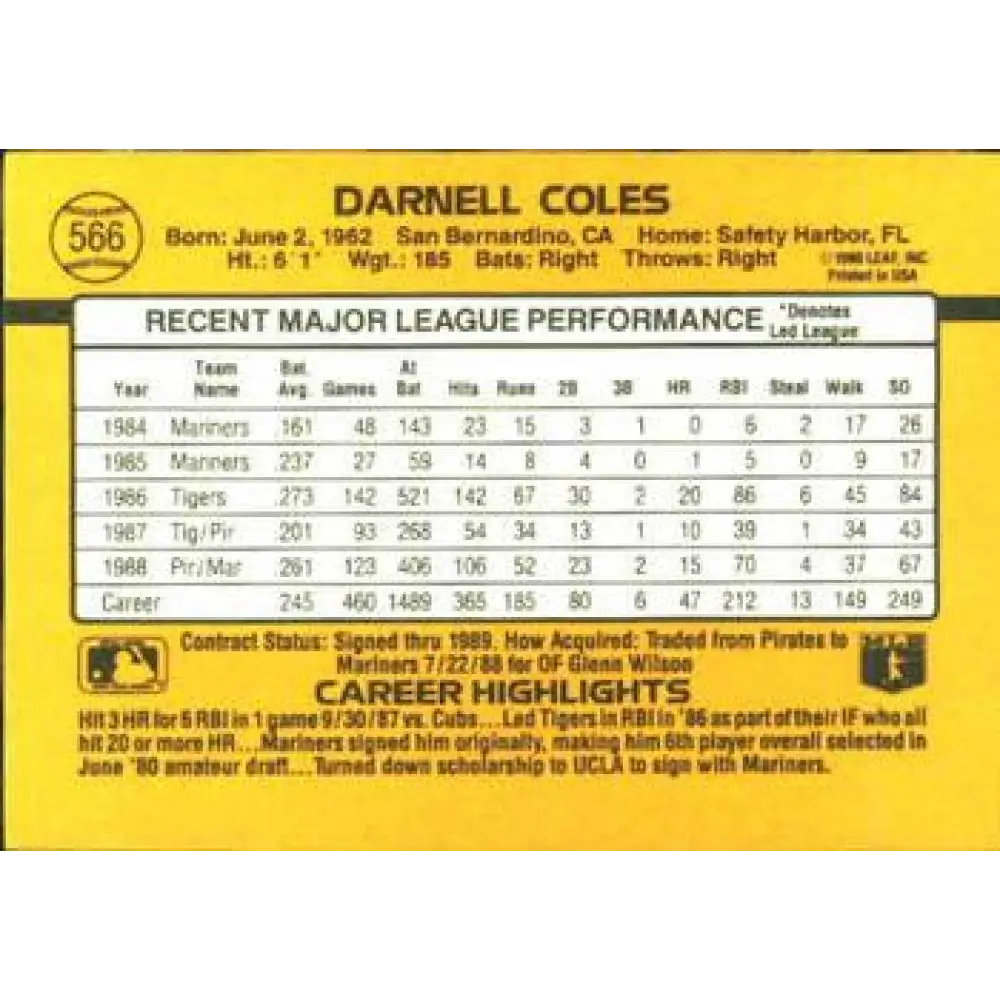 DARNELL COLES
566
Born: June 2, 1962 San Bernardino, CA Home: Safety Harbor, FL
Ht.: 6'1" Wgt.: 185 Bats: Right Throws: Right
LEAF, INC.
Printed in USA
RECENT MAJOR LEAGUE PERFORMANCE *Denotes Led League
Year Team Name Bat. Avg. Games At Bat Hits Runs 2B 3B HR RBI Steal Walk SO
1984 Mariners .161 48 143 23 15 3 1 0 6 2 17 26
1985 Mariners .237 27 59 14 8 4 0 1 5 0 9 17
1986 Tigers .273 142 521 142 67 30 2 20 86 6 45 84
1987 Tig/Pir .201 93 268 54 34 13 1 10 39 1 34 43
1988 Pir/Mar .261 123 406 106 52 23 2 15 70 4 37 67
Career .245 460 1489 365 185 80 6 47 212 13 149 249
Contract Status: Signed thru 1989. How Acquired: Traded from Pirates to
Mariners 7/22/88 for OF Glenn Wilson
CAREER HIGHLIGHTS
Hit 3 HR for 6 RBI in 1 game 9/30/87 vs. Cubs...Led Tigers in RBI in '86 as part of their IF who all
hit 20 or more HR...Mariners signed him originally, making him 6th player overall selected in
June '80 amateur draft...Turned down scholarship to UCLA to sign with Mariners.